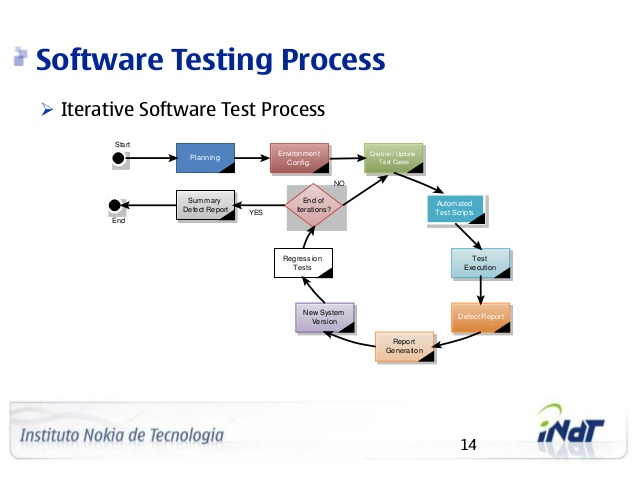 Software Testing Process
Iterative Software Test Process
Start
Planning
Environment
Config.
Criation: Update
Test Cases
NO
End of
iterations?
YES
Summary
Defect Report
End
Automated
Test Scripts
Regression
Tests
Test
Execution
New System
Version
Defect Report
Report
Generation
Instituto Nokia de Tecnologia
iNdT
14